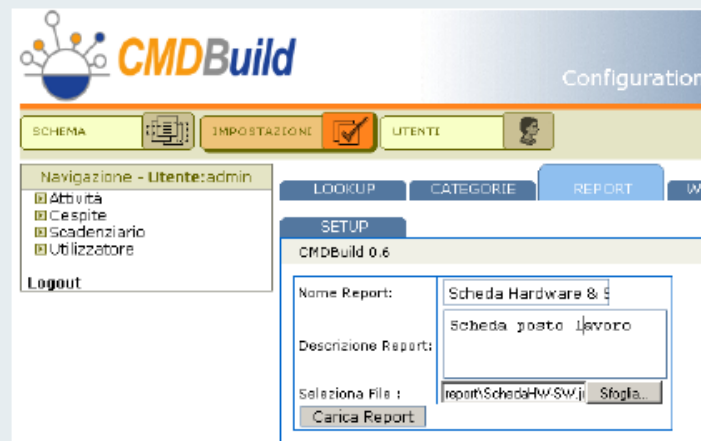 CMDBuild
Configuration
SCHEMA IMPOSTAZIONI UTENTI
Navigazione - Utente:admin
Attività
Cespite
Scadenziario
Utilizzatore
Logout
LOOKUP CATEGORIE REPORT W
SETUP
CMDBuild 0.6
Nome Report: Scheda Hardware & S
Descrizione Report: Scheda posto lavoro
Seleziona File : report\SchedaHW-SW.j Sfoglia...
Carica Report